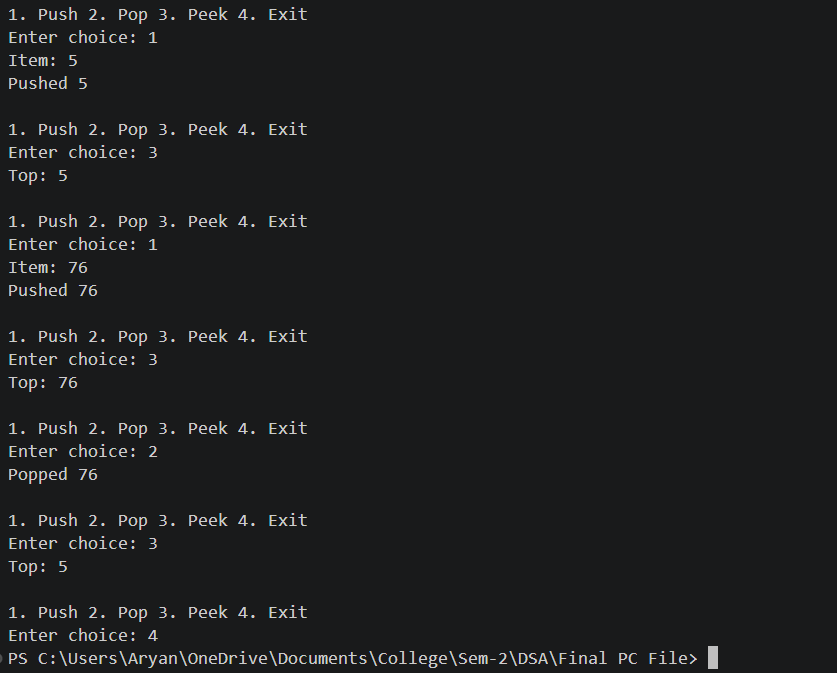 1. Push 2. Pop 3. Peek 4. Exit
Enter choice: 1
Item: 5
Pushed 5
1. Push 2. Pop 3. Peek 4. Exit
Enter choice: 3
Top: 5
1. Push 2. Pop 3. Peek 4. Exit
Enter choice: 1
Item: 76
Pushed 76
1. Push 2. Pop 3. Peek 4. Exit
Enter choice: 3
Top: 76
1. Push 2. Pop 3. Peek 4. Exit
Enter choice: 2
Popped 76
1. Push 2. Pop 3. Peek 4. Exit
Enter choice: 3
Top: 5
1. Push 2. Pop 3. Peek 4. Exit
Enter choice: 4
PS C:\Users\Aryan\OneDrive\Documents\College\Sem-2\DSA\Final PC File>